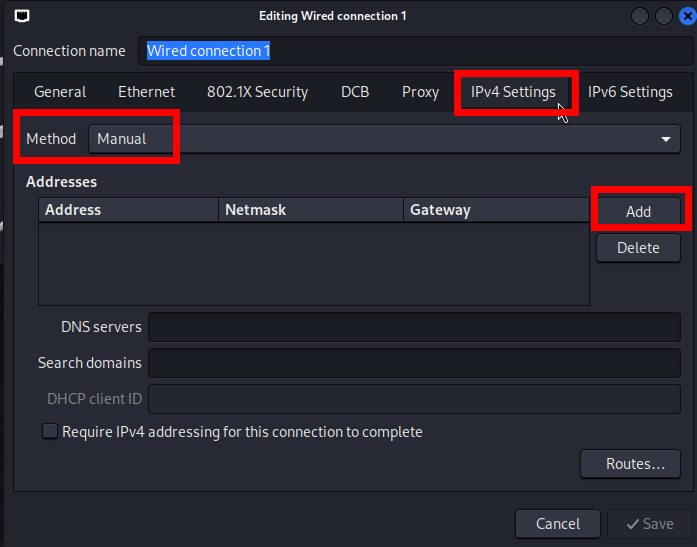 Editing Wired connection 1
Connection name Wired connection 1
General Ethernet 802.1X Security DCB Proxy IPv4 Settings IPv6 Settings
Method Manual
Addresses
Address Netmask Gateway Add
Delete
DNS servers
Search domains
DHCP client ID
Require IPv4 addressing for this connection to complete
Routes...
Cancel Save